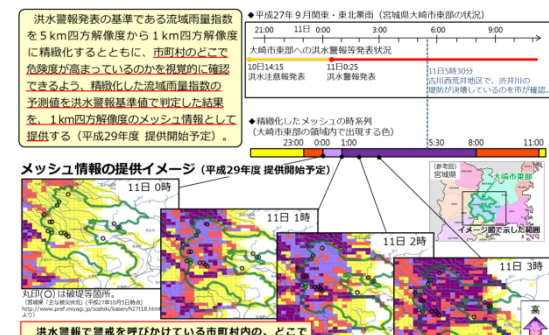 洪水警報発表の基準である流域雨量指数
を5km四方解像度から1km四方解像度
に精緻化するとともに、市町村のどこで
危険度が高まっているのかを視覚的に確認
できるよう、精緻化した流域雨量指数の
予測値を洪水警報基準値で判定した結果
を、1km四方解像度のメッシュ情報として
提供する（平成29年度 提供開始予定）。
◆平成27年９月関東・東北豪雨（宮城県大崎市東部の状況）
21:00 11日 0:00 3:00 6:00 9:00
大崎市東部への洪水警報等発表状況
10日14:15
洪水注意報発表
11日0:25
洪水警報発表
11日5時30分
古川西荒井地区で、渋井川の
堤防が決壊しているのを市が確認。
◆精緻化したメッシュの時系列
（大崎市東部の領域内で出現する色）
23:00 0:00 1:00 5:30 8:00 11:00
メッシュ情報の提供イメージ（平成29年度 提供開始予定）
（参考図）
宮城県
大崎市東部
イメージ図で示した範囲
11日 0時
11日 1時
11日 2時
11日 3時
丸印(○)は破堤等箇所。
高
洪水警報で警戒を呼びかけている市町村内の、どこで